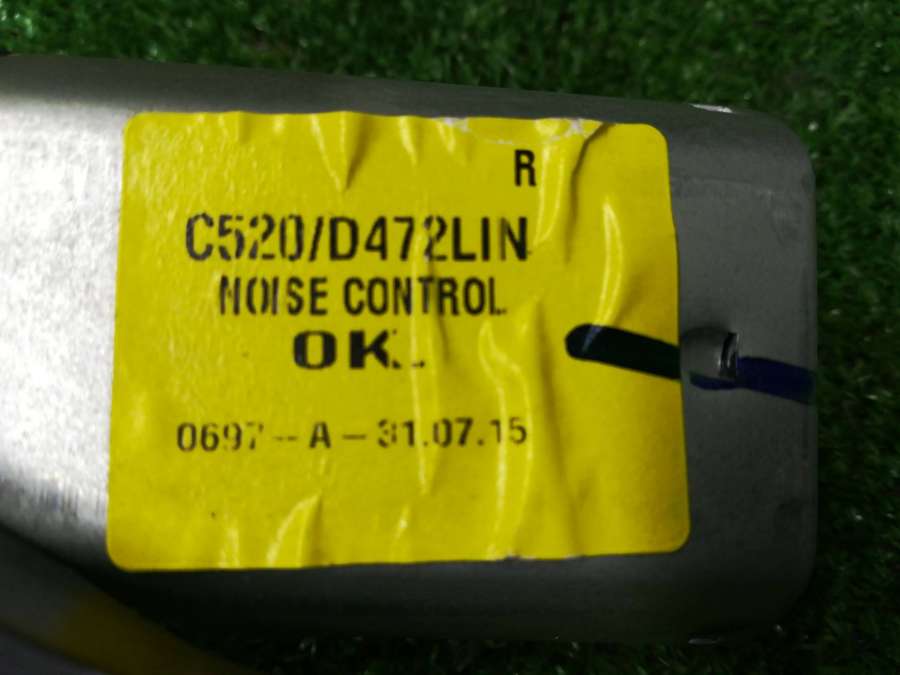 R
C520/D472LIN
NOISE CONTROL
OK
0697-A-31.07.15